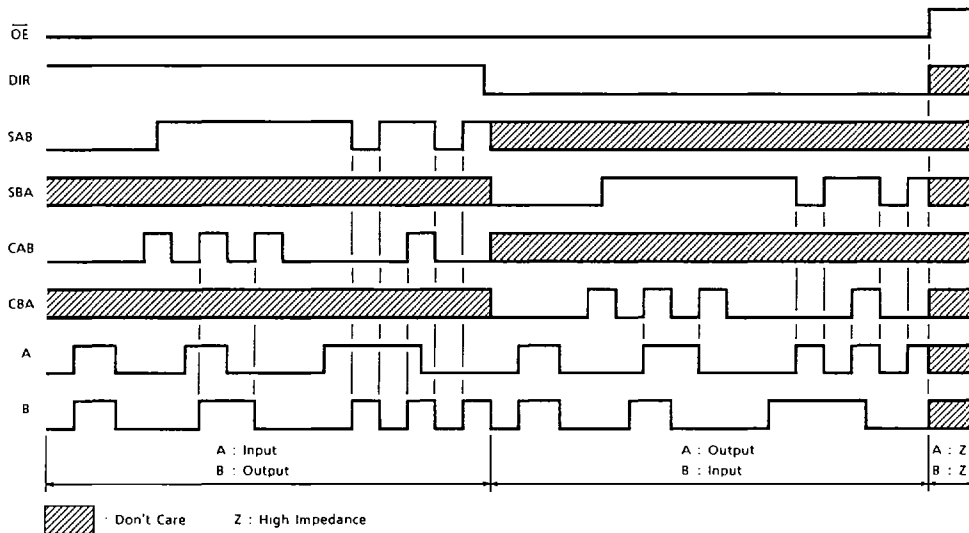 OE
DIR
SAB
SBA
CAB
CBA
A
B
A : Input
B : Output
A : Output
B : Input
A : Z
B : Z
: Don't Care Z : High Impedance